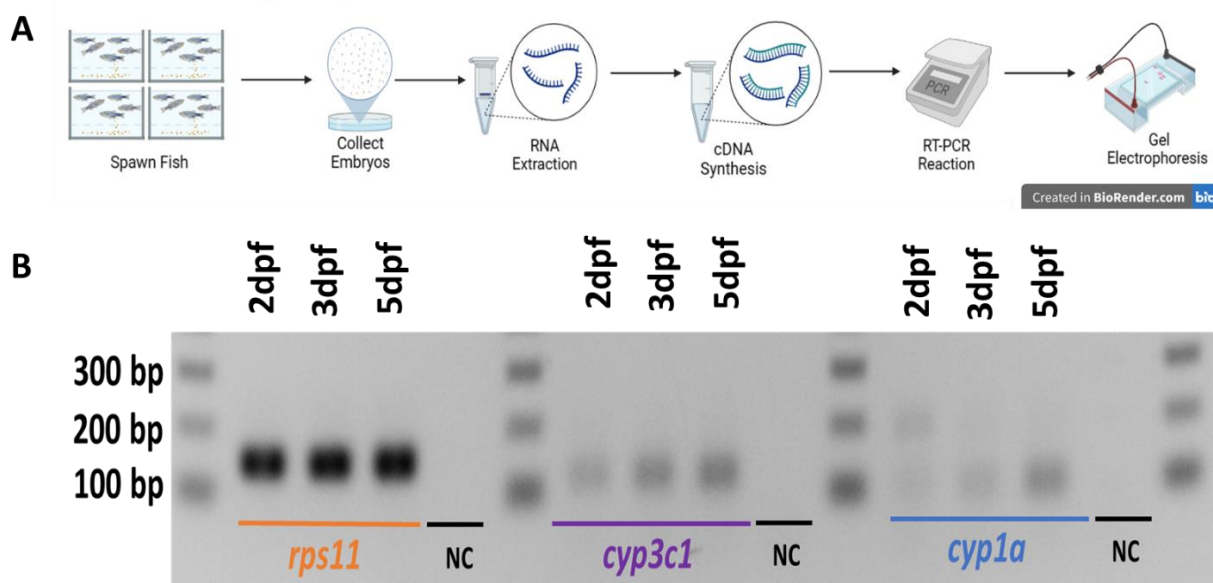 A
Spawn Fish
Collect
Embryos
RNA
Extraction
cDNA
Synthesis
PCR
RT-PCR
Reaction
Gel
Electrophoresis
Created in BioRender.com bio
B
2dpf 3dpf 5dpf 2dpf 3dpf 5dpf 2dpf 3dpf 5dpf
300 bp
200 bp
100 bp
rps11 NC cyp3c1 NC cyp1a NC